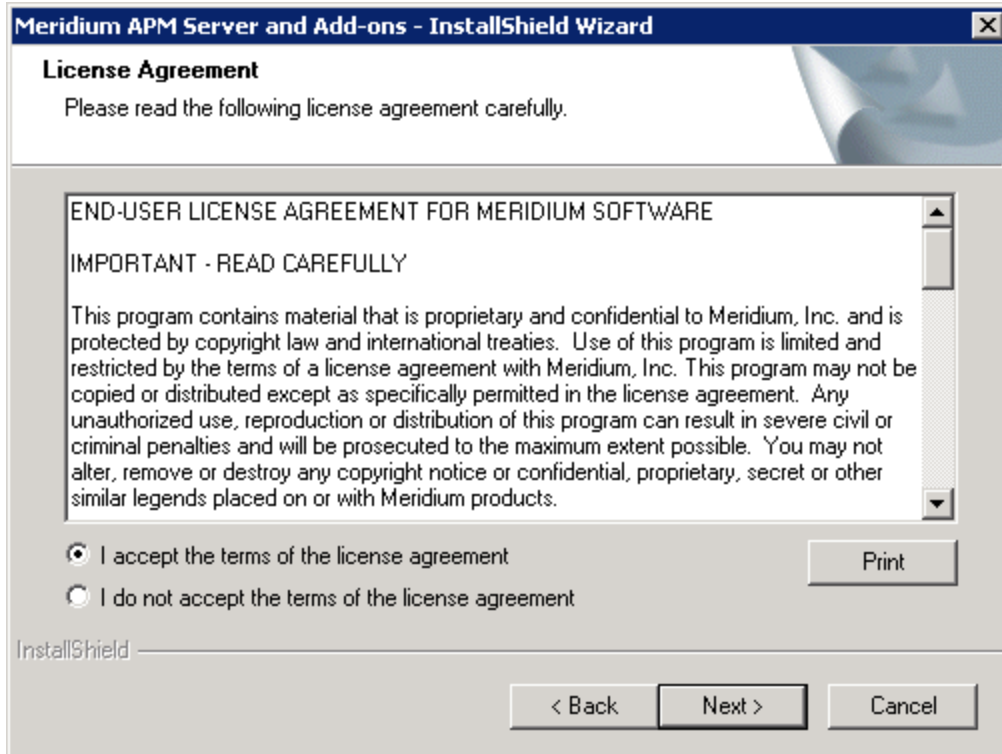 Meridium APM Server and Add-ons - InstallShield Wizard
License Agreement
Please read the following license agreement carefully.
END-USER LICENSE AGREEMENT FOR MERIDIUM SOFTWARE
IMPORTANT - READ CAREFULLY
This program contains material that is proprietary and confidential to Meridium, Inc. and is
protected by copyright law and international treaties.  Use of this program is limited and
restricted by the terms of a license agreement with Meridium, Inc. This program may not be
copied or distributed except as specifically permitted in the license agreement.  Any
unauthorized use, reproduction or distribution of this program can result in severe civil or
criminal penalties and will be prosecuted to the maximum extent possible.  You may not
alter, remove or destroy any copyright notice or confidential, proprietary, secret or other
similar legends placed on or with Meridium products.
I accept the terms of the license agreement
Print
I do not accept the terms of the license agreement
InstallShield
< Back
Next >
Cancel